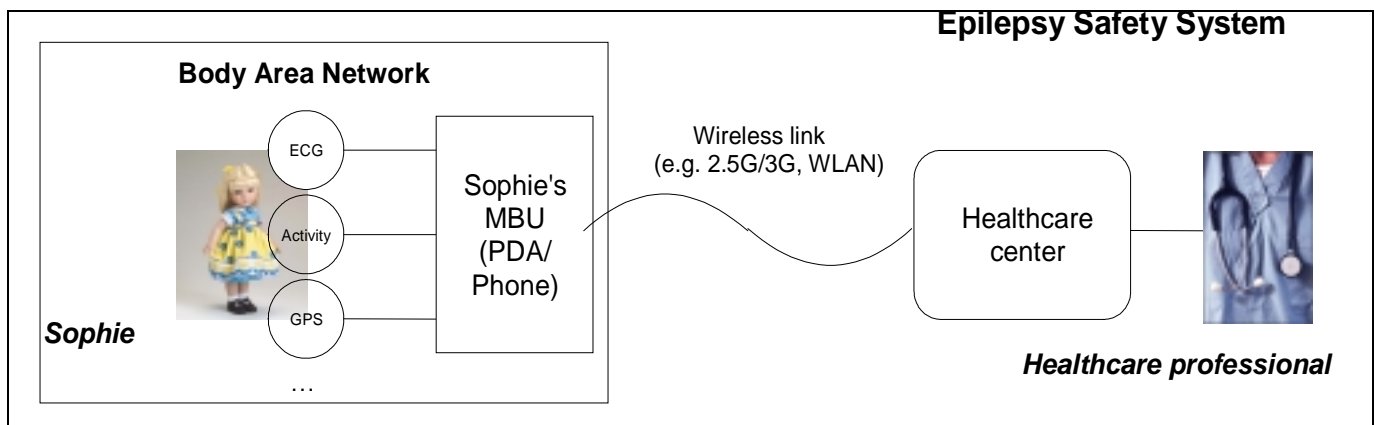 Epilepsy Safety System
Body Area Network
ECG
Activity
GPS
…
Sophie
Sophie's
MBU
(PDA/
Phone)
Wireless link
(e.g. 2.5G/3G, WLAN)
Healthcare
center
Healthcare professional